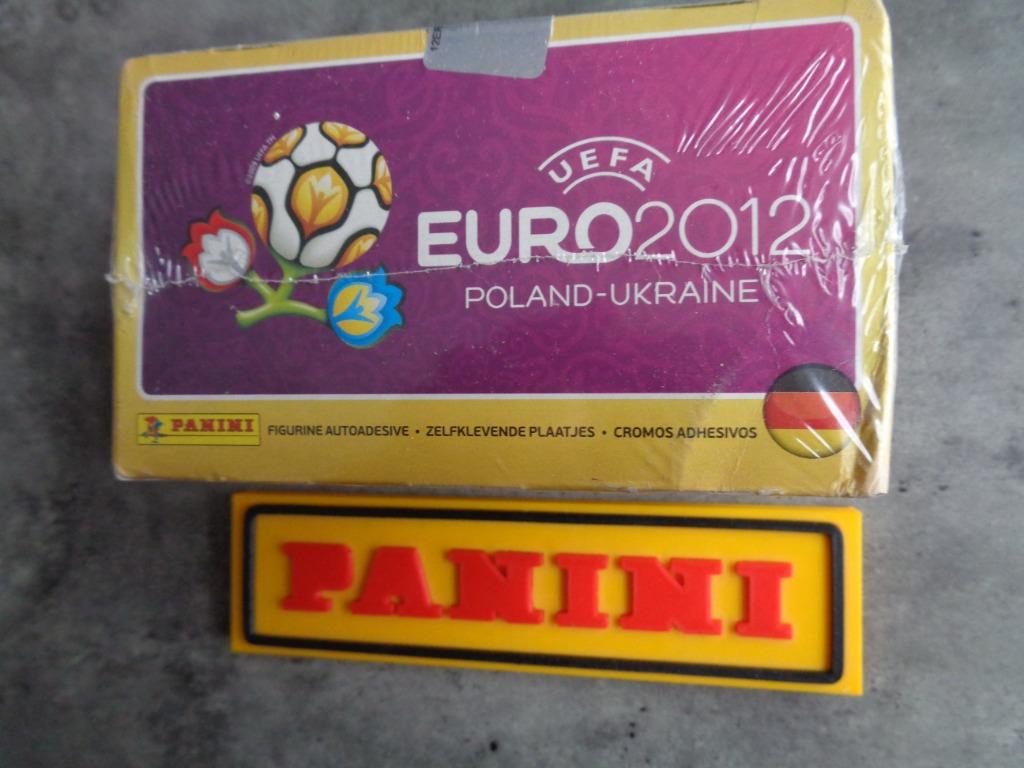 UEFA
EURO2012
POLAND-UKRAINE
PANINI
FIGURINE AUTOADESIVE • ZELFKLEVENDE PLAATJES • CROMOS ADHESIVOS
PANINI